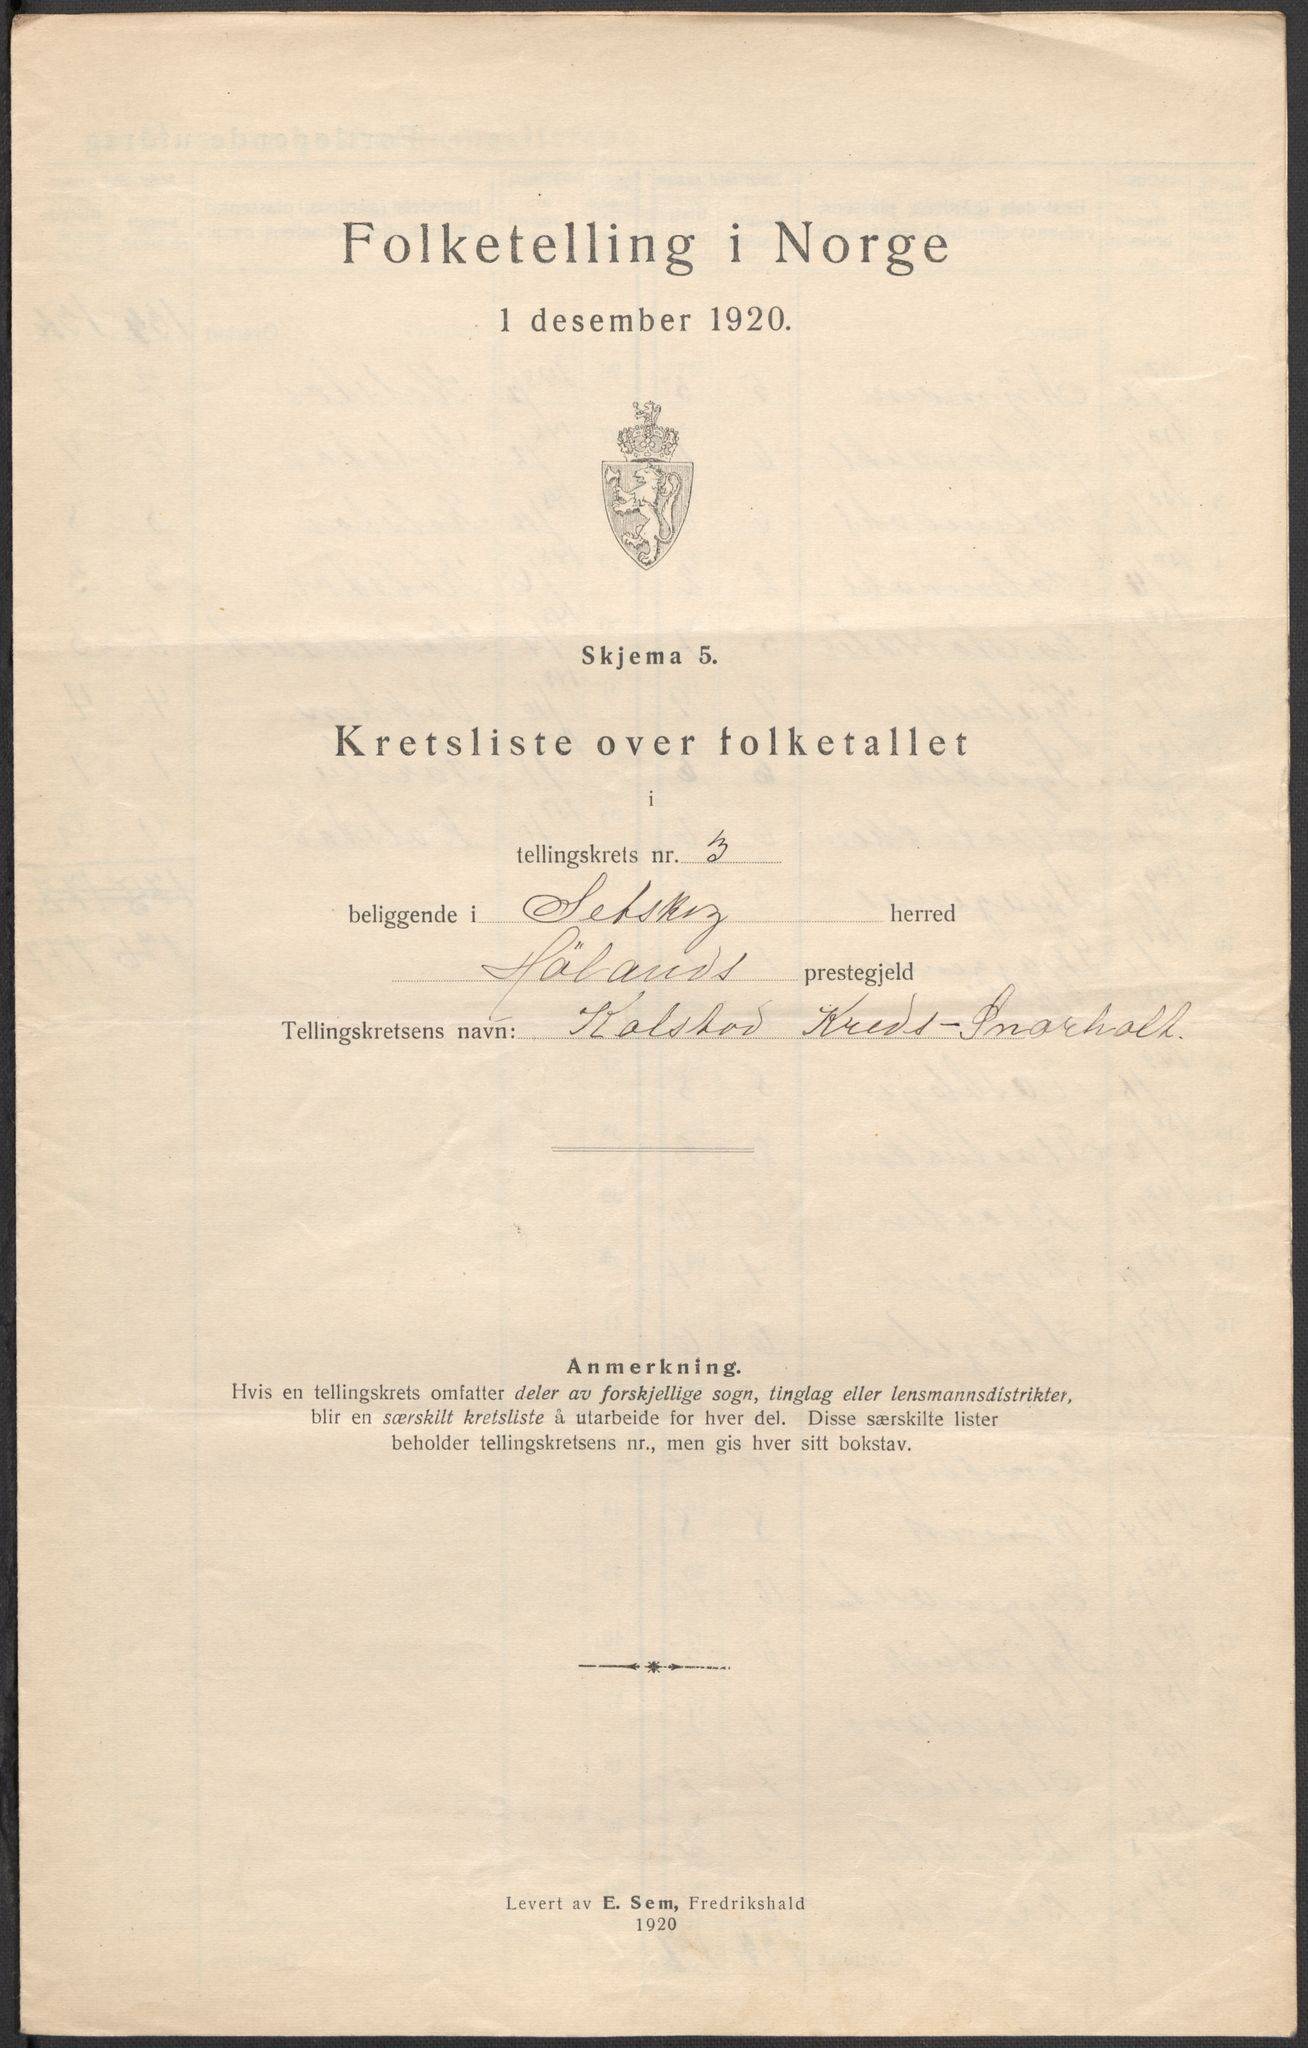 Folketelling i Norge
1 desember 1920.
Skjema 5.
Kretsliste over folketallet
i
tellingskrets nr. 3
beliggende i Setskog herred
Hölands prestegjeld
Tellingskretsens navn: Kolstad Kreds - Snarholt.
Anmerkning.
Hvis en tellingskrets omfatter deler av forskjellige sogn, tinglag eller lensmannsdistrikter,
blir en særskilt kretsliste å utarbeide for hver del. Disse særskilte lister
beholder tellingskretsens nr., men gis hver sitt bokstav.
Levert av E. Sem, Fredrikshald
1920